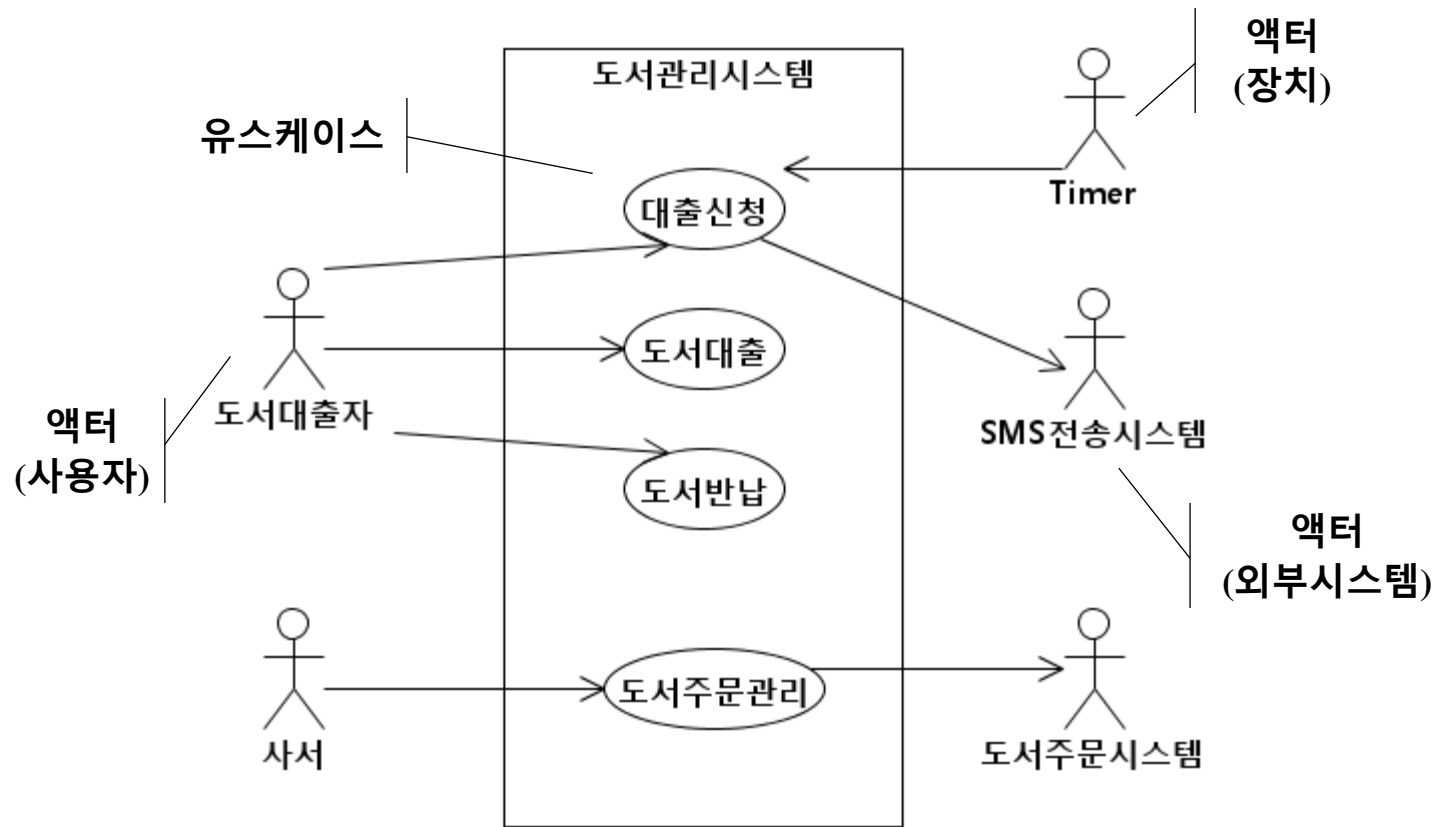 액터
(장치)
도서관리시스템
유스케이스
Timer
대출신청
도서대출
도서대출자
액터
(사용자)
SMS전송시스템
도서반납
액터
(외부시스템)
도서주문관리
사서
도서주문시스템